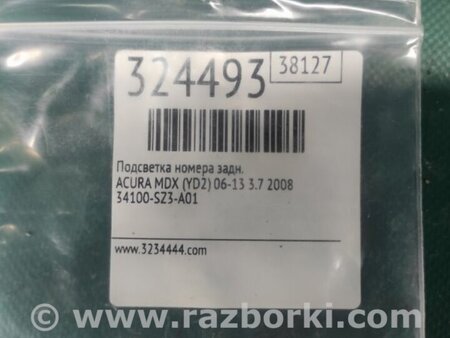 324493
38127
Подсветка номера задн.
ACURA MDX (YD2) 06-13 3.7 2008
34100-SZ3-A01
www.3234444.com
© www.razborki.com